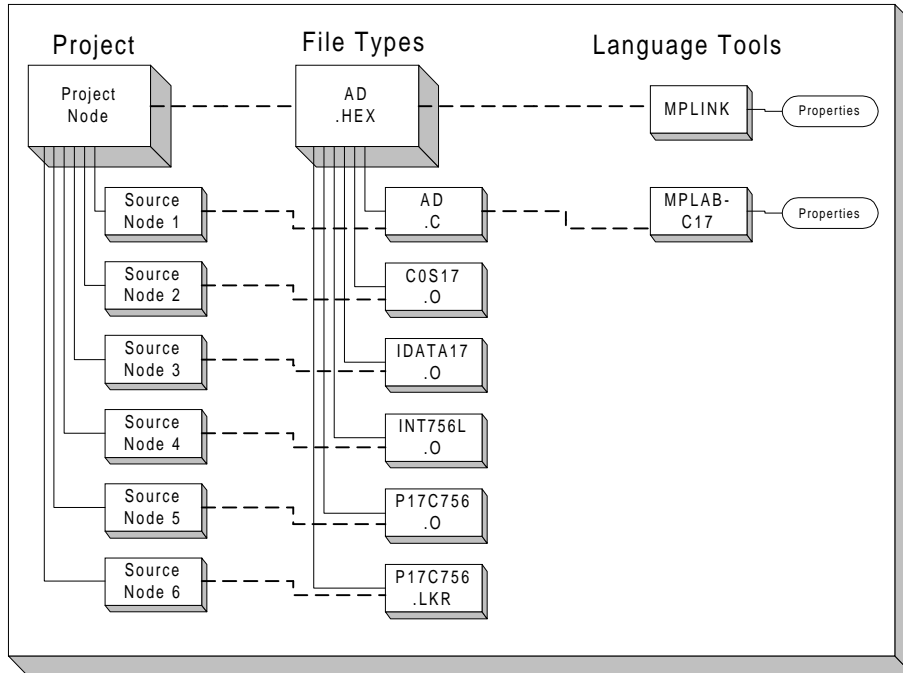 Project
File Types
Language Tools
Project
Node
AD
.HEX
MPLINK
Properties
Source
Node 1
AD
.C
MPLAB-
C17
Properties
Source
Node 2
C0S17
.O
Source
Node 3
IDATA17
.O
Source
Node 4
INT756L
.O
Source
Node 5
P17C756
.O
Source
Node 6
P17C756
.LKR